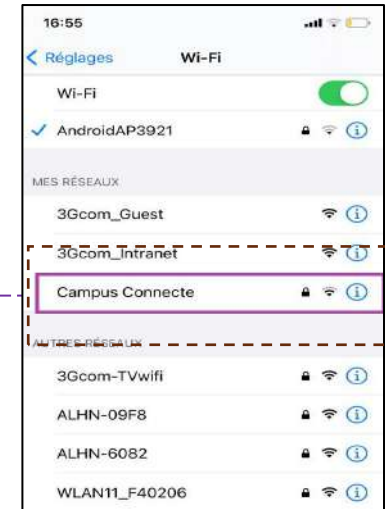 16:55
Réglages Wi-Fi
Wi-Fi
AndroidAP3921
MES RÉSEAUX
3Gcom_Guest
3Gcom_Intranet
Campus Connecte
AUTRES RÉSEAUX
3Gcom-TVwifi
ALHN-09F8
ALHN-6082
WLAN11_F40206